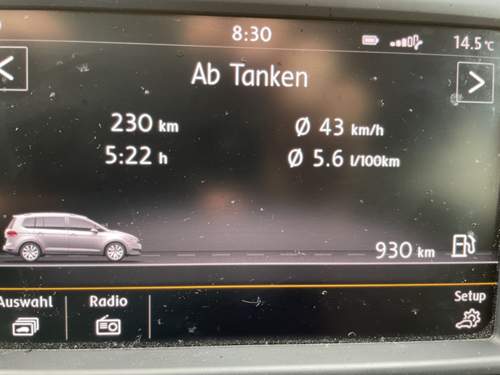 8:30
14.5 °C
Ab Tanken
230 km
Ø 43 km/h
5:22 h
Ø 5.6 l/100km
930 km
Auswahl
Radio
Setup